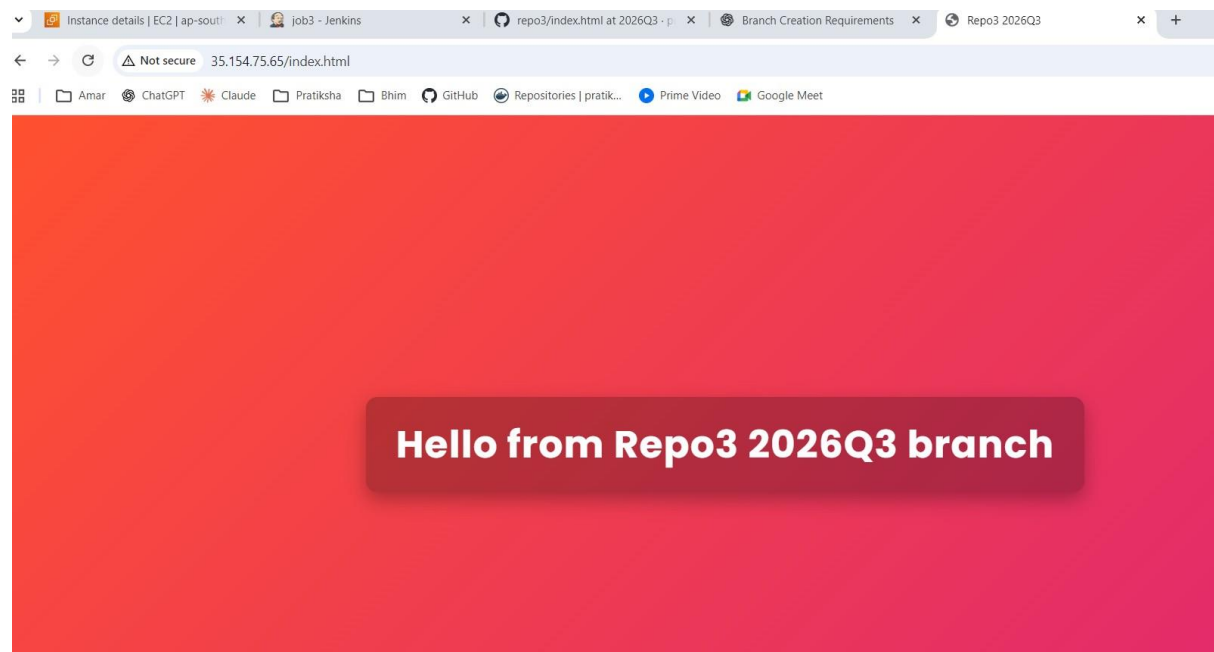 Instance details | EC2 | ap-south
job3 - Jenkins
repo3/index.html at 2026Q3 · p
Branch Creation Requirements
Repo3 2026Q3
Not secure
35.154.75.65/index.html
Amar
ChatGPT
Claude
Pratiksha
Bhim
GitHub
Repositories | pratik...
Prime Video
Google Meet
Hello from Repo3 2026Q3 branch